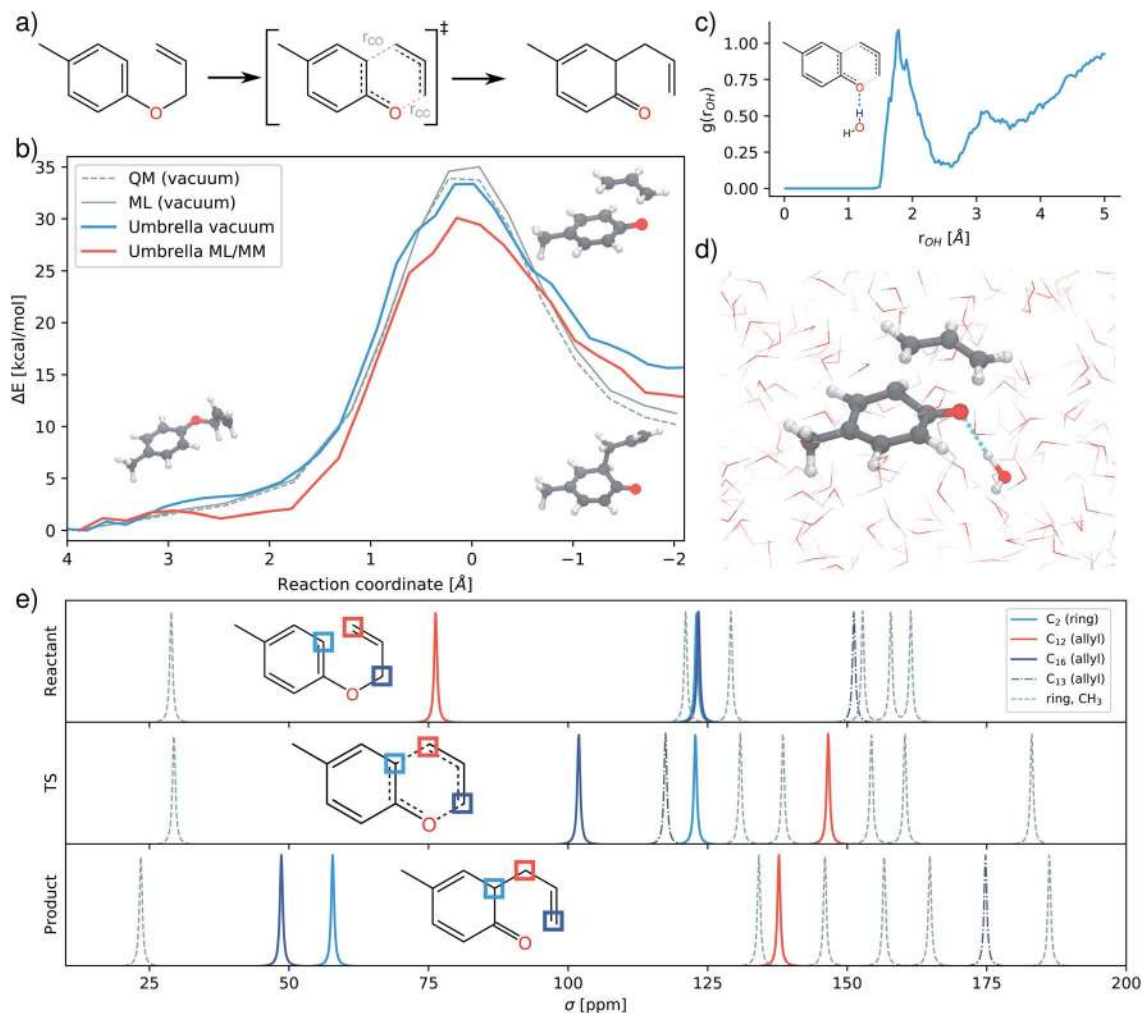 a)
r_CO
O
r_CC
‡
O
b)
35
30
25
20
15
10
5
0
ΔE [kcal/mol]
QM (vacuum)
ML (vacuum)
Umbrella vacuum
Umbrella ML/MM
4
3
2
1
0
−1
−2
Reaction coordinate [Å]
c)
1.00
0.75
0.50
0.25
0.00
g(r_OH)
O
H
H O
0
1
2
3
4
5
r_OH [Å]
d)
e)
Reactant
O
C₂ (ring)
C₁₂ (allyl)
C₁₆ (allyl)
C₁₃ (allyl)
ring, CH₃
TS
O
Product
O
25
50
75
100
125
150
175
200
σ [ppm]